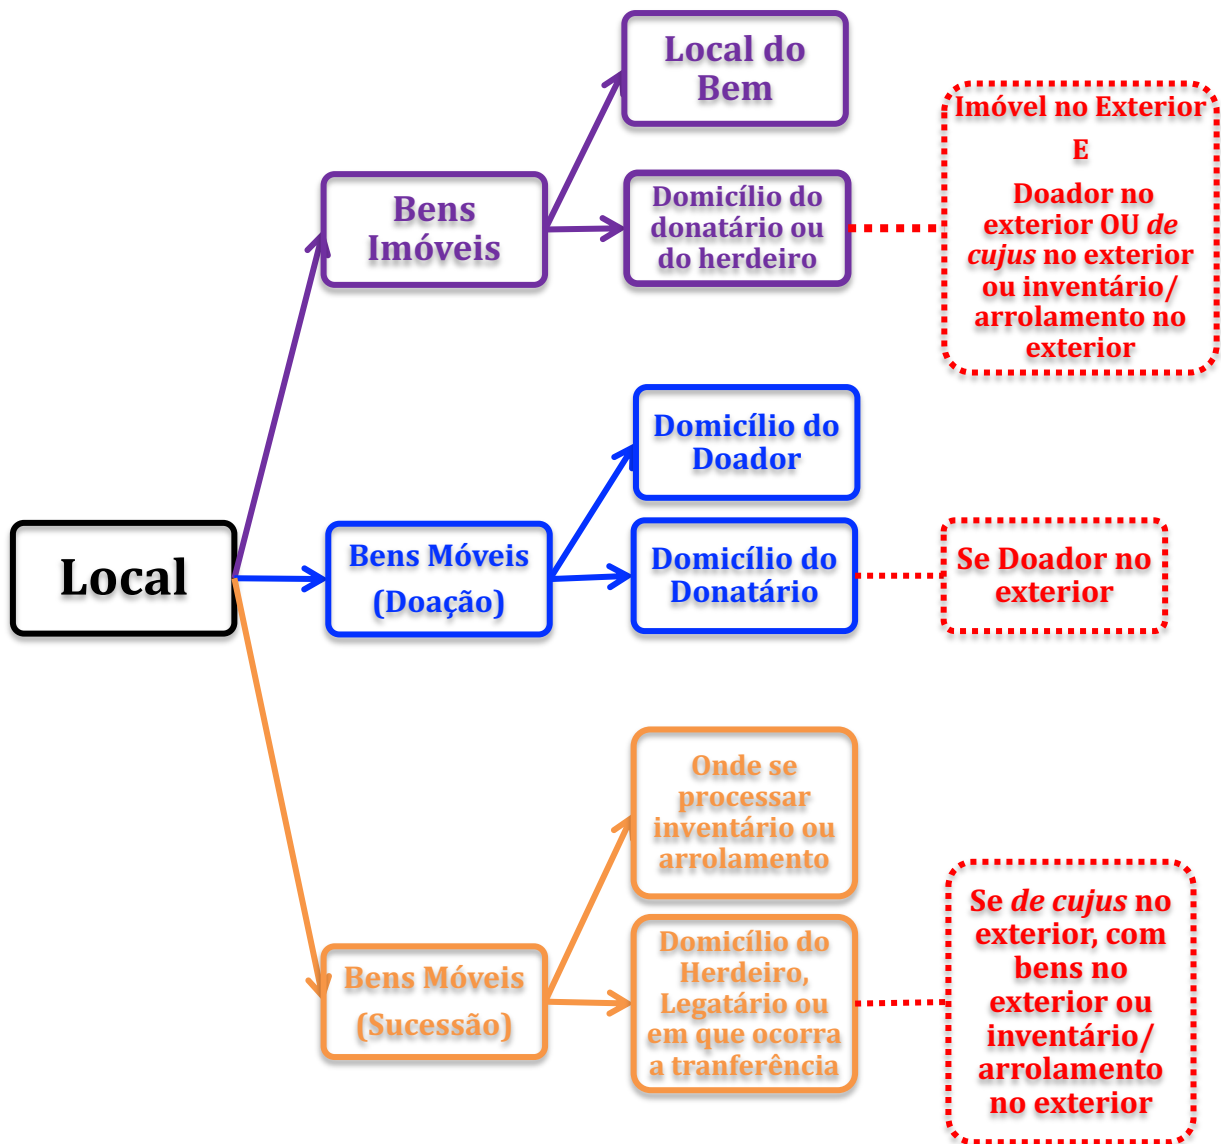 Local do
Bem
Imóvel no Exterior
E
Doador no
exterior OU de
cujus no exterior
ou inventário/
arrolamento no
exterior
Bens
Imóveis
Domicílio do
donatário ou
do herdeiro
Domicílio do
Doador
Local
Bens Móveis
(Doação)
Domicílio do
Donatário
Se Doador no
exterior
Onde se
processar
inventário ou
arrolamento
Bens Móveis
(Sucessão)
Domicílio do
Herdeiro,
Legatário ou
em que ocorra
a tranferência
Se de cujus no
exterior, com
bens no
exterior ou
inventário/
arrolamento
no exterior